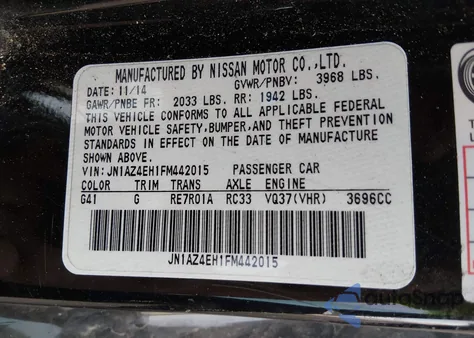 MANUFACTURED BY NISSAN MOTOR CO.,LTD.
DATE: 11/14 GVWR/PNBV: 3968 LBS.
GAWR/PNBE FR: 2033 LBS. RR: 1942 LBS.
THIS VEHICLE CONFORMS TO ALL APPLICABLE FEDERAL
MOTOR VEHICLE SAFETY,BUMPER,AND THEFT PREVENTION
STANDARDS IN EFFECT ON THE DATE OF MANUFACTURE
SHOWN ABOVE.
VIN: JN1AZ4EH1FM442015 PASSENGER CAR
COLOR TRIM TRANS AXLE ENGINE
G41 G RE7R01A RC33 VQ37(VHR) 3696CC
JN1AZ4EH1FM442015
autosnap